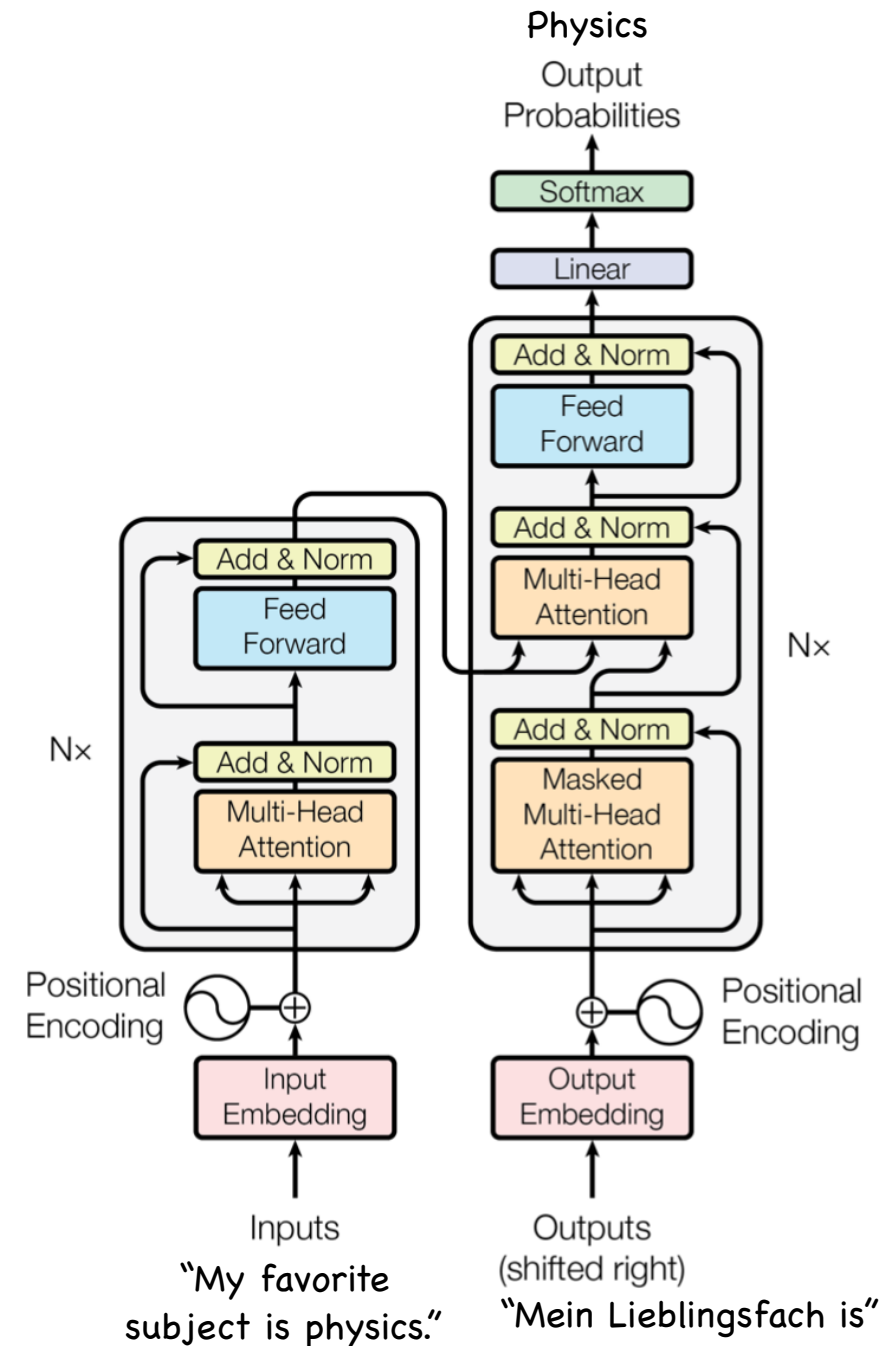 Physics
Output
Probabilities
Softmax
Linear
Add & Norm
Feed
Forward
Add & Norm
Multi-Head
Attention
Nx
Add & Norm
Masked
Multi-Head
Attention
Add & Norm
Feed
Forward
Nx
Add & Norm
Multi-Head
Attention
Positional
Encoding
Positional
Encoding
Input
Embedding
Output
Embedding
Inputs
Outputs
(shifted right)
“My favorite
subject is physics.”
“Mein Lieblingsfach is”